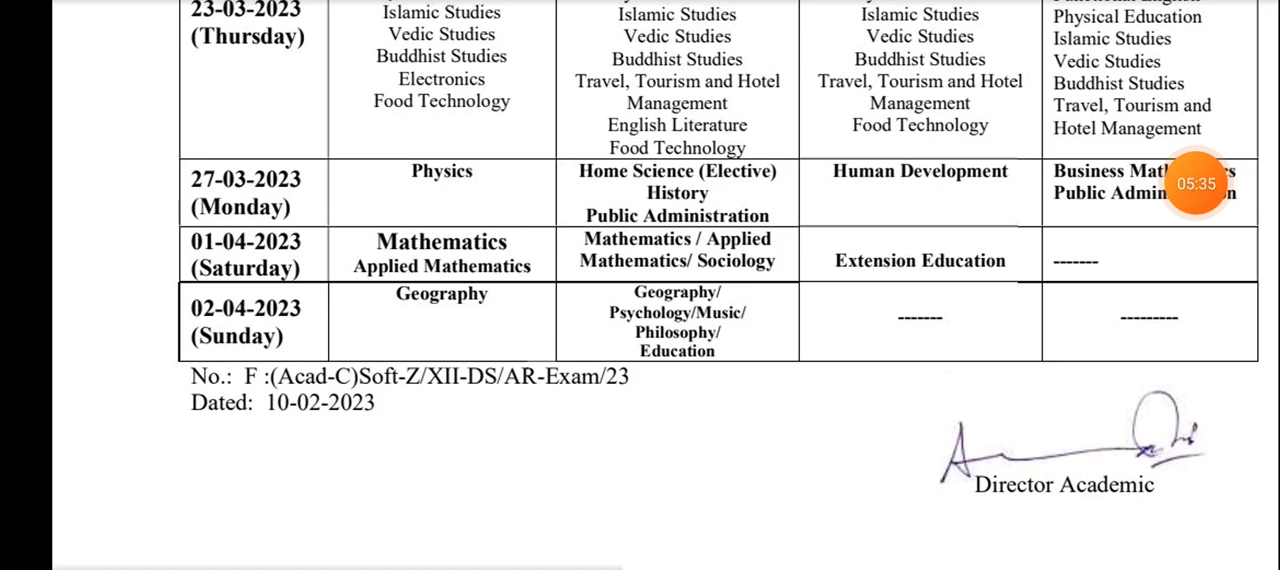 23-03-2023
(Thursday)
Islamic Studies
Vedic Studies
Buddhist Studies
Electronics
Food Technology
Islamic Studies
Vedic Studies
Buddhist Studies
Travel, Tourism and Hotel
Management
English Literature
Food Technology
Islamic Studies
Vedic Studies
Buddhist Studies
Travel, Tourism and Hotel
Management
Food Technology
Physical Education
Islamic Studies
Vedic Studies
Buddhist Studies
Travel, Tourism and
Hotel Management
27-03-2023
(Monday)
Physics
Home Science (Elective)
History
Public Administration
Human Development
Business
Public
05:35
01-04-2023
(Saturday)
Mathematics
Applied Mathematics
Mathematics / Applied
Mathematics/ Sociology
Extension Education
-------
02-04-2023
(Sunday)
Geography
Geography/
Psychology/Music/
Philosophy/
Education
-------
---------
No.: F :(Acad-C)Soft-Z/XII-DS/AR-Exam/23
Dated: 10-02-2023
Director Academic